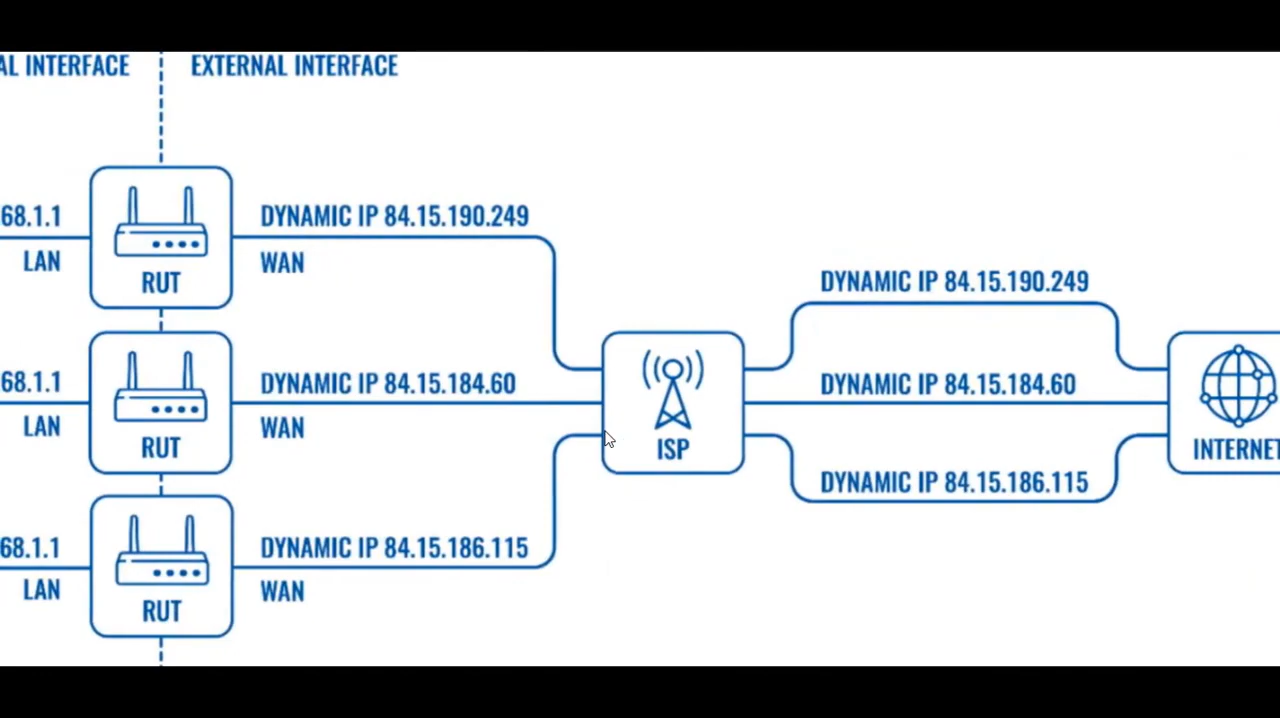 AL INTERFACE
EXTERNAL INTERFACE
68.1.1
LAN
RUT
DYNAMIC IP 84.15.190.249
WAN
68.1.1
LAN
RUT
DYNAMIC IP 84.15.184.60
WAN
68.1.1
LAN
RUT
DYNAMIC IP 84.15.186.115
WAN
ISP
DYNAMIC IP 84.15.190.249
DYNAMIC IP 84.15.184.60
DYNAMIC IP 84.15.186.115
INTERNET